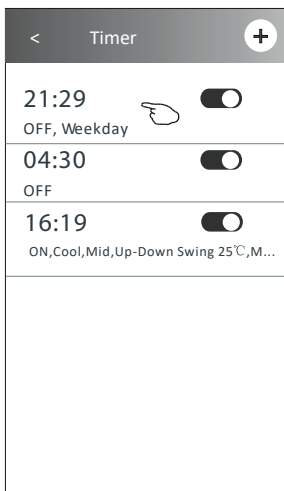 < Timer +
21:29
OFF, Weekday
04:30
OFF
16:19
ON,Cool,Mid,Up-Down Swing 25℃,M...